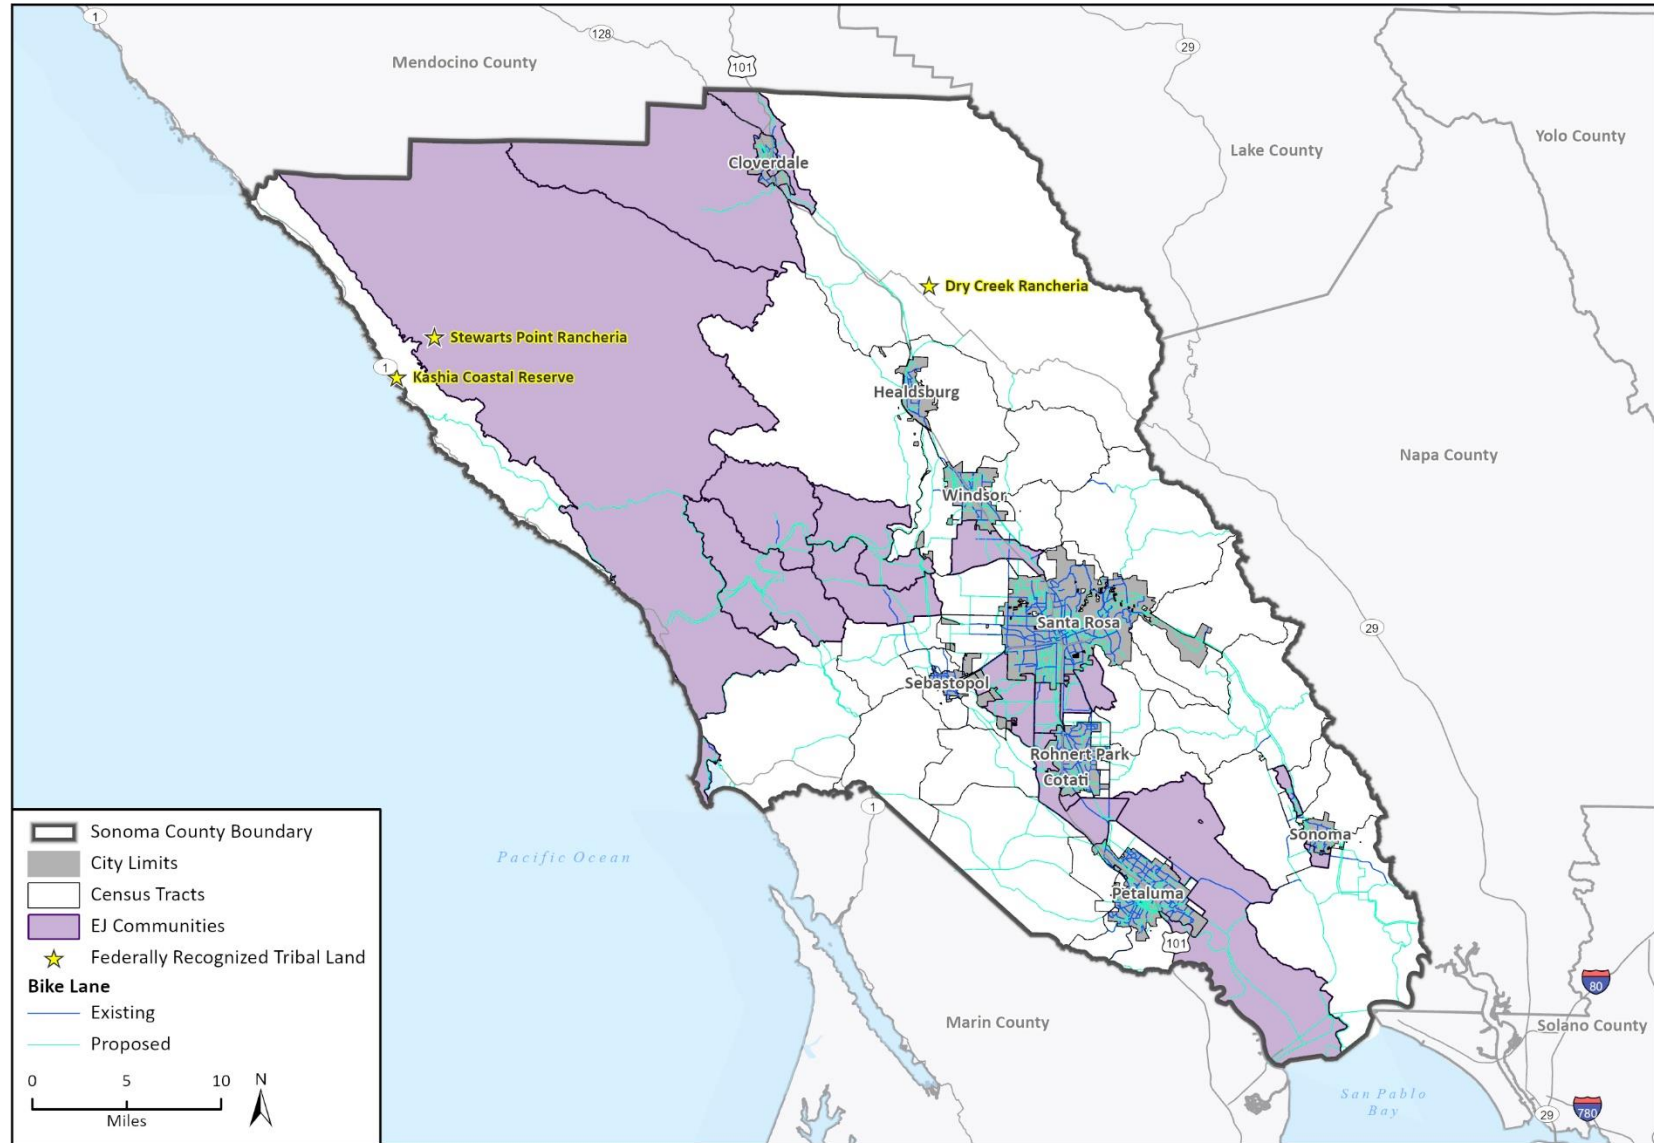 1
128
Mendocino County
101
29
Lake County
Yolo County
Cloverdale
Dry Creek Rancheria
Stewarts Point Rancheria
1
Kashia Coastal Reserve
Healdsburg
Napa County
Windsor
Santa Rosa
29
Sebastopol
Rohnert Park
Cotati
1
Sonoma
Pacific Ocean
Petaluma
101
80
Marin County
Solano County
San Pablo
Bay
29
780
Sonoma County Boundary
City Limits
Census Tracts
EJ Communities
Federally Recognized Tribal Land
Bike Lane
Existing
Proposed
0 5 10
N
Miles